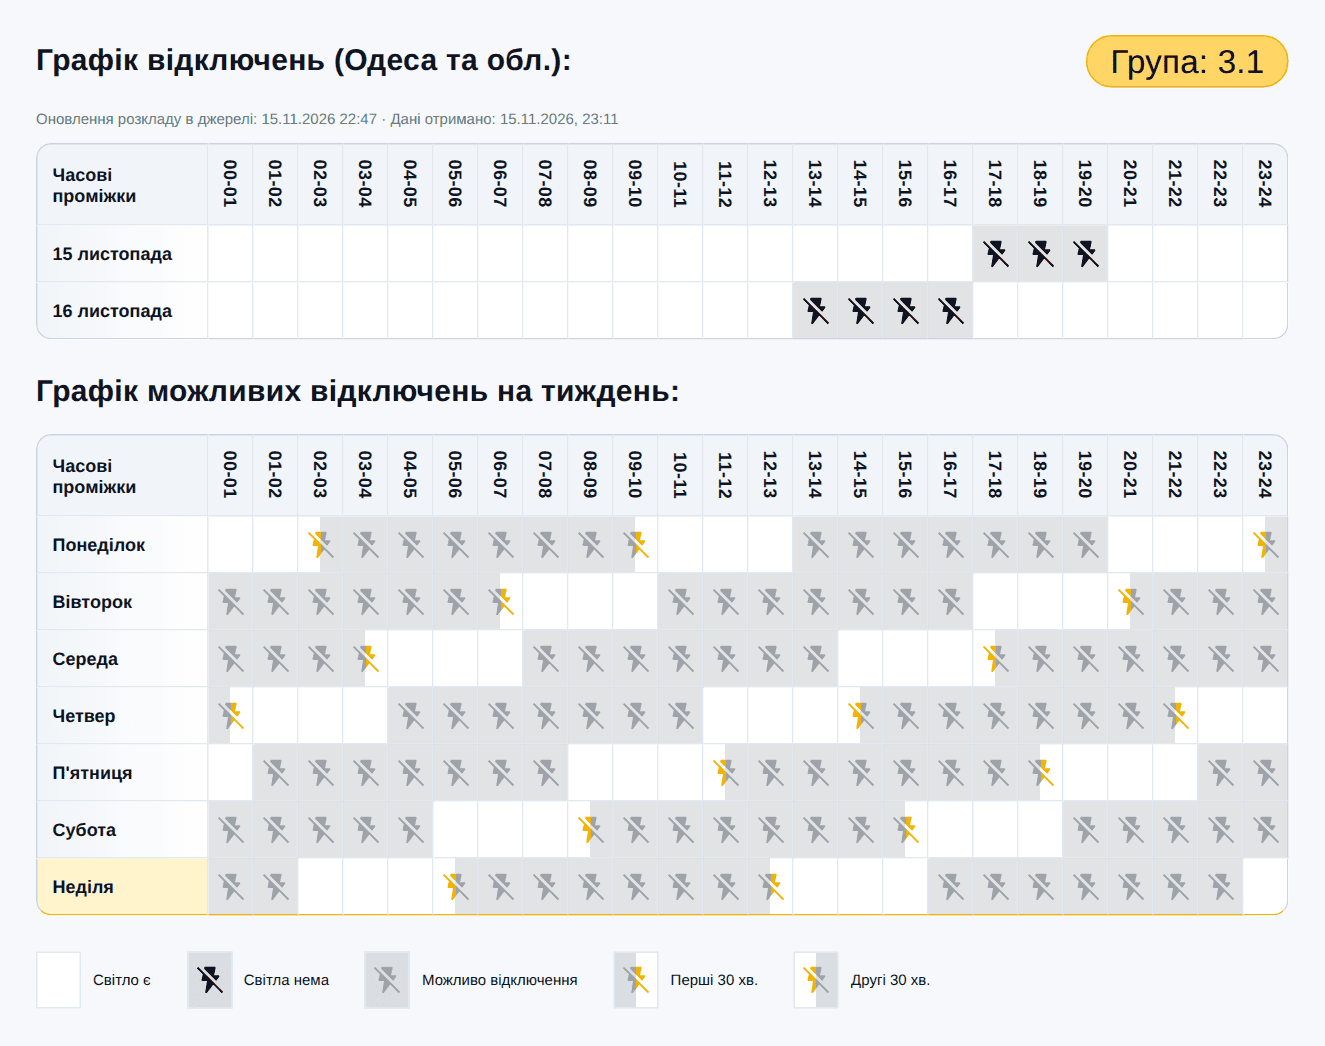 Графік відключень (Одеса та обл.):
Група: 3.1
Оновлення розкладу в джерелі: 15.11.2026 22:47 · Дані отримано: 15.11.2026, 23:11
Часові проміжки 00-01 01-02 02-03 03-04 04-05 05-06 06-07 07-08 08-09 09-10 10-11 11-12 12-13 13-14 14-15 15-16 16-17 17-18 18-19 19-20 20-21 21-22 22-23 23-24
15 листопада
16 листопада
Графік можливих відключень на тиждень:
Часові проміжки 00-01 01-02 02-03 03-04 04-05 05-06 06-07 07-08 08-09 09-10 10-11 11-12 12-13 13-14 14-15 15-16 16-17 17-18 18-19 19-20 20-21 21-22 22-23 23-24
Понеділок
Вівторок
Середа
Четвер
П'ятниця
Субота
Неділя
Світло є Світла нема Можливо відключення Перші 30 хв. Другі 30 хв.